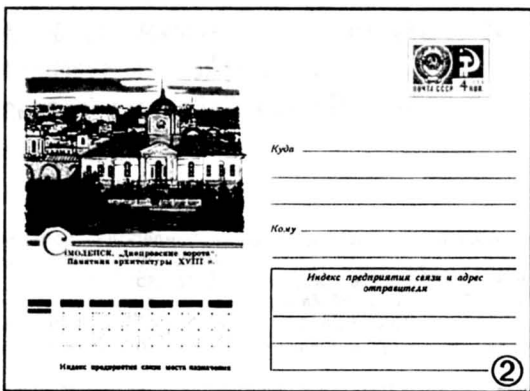 ПОЧТА СССР 4 КОП.
Куда
Кому
СМОЛЕНСК. „Днепровские ворота".
Памятник архитектуры XVIII в.
Индекс предприятия связи и адрес
отправителя
Индекс предприятия связи места назначения
2